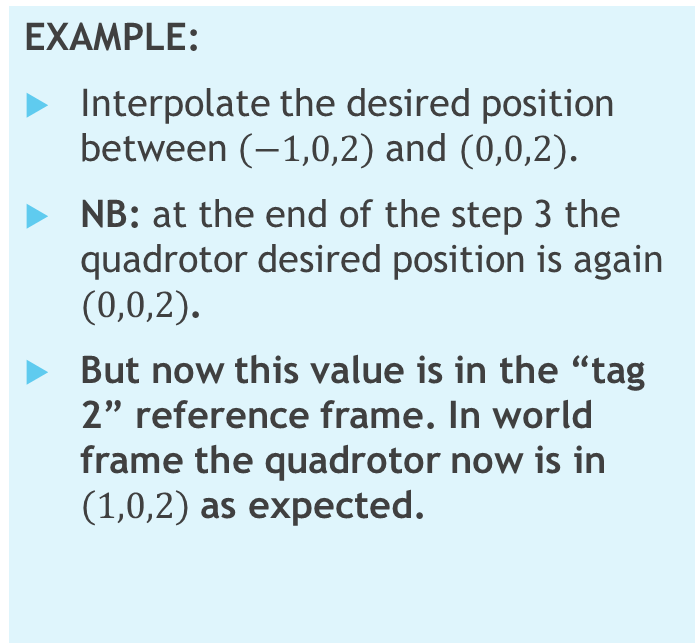 EXAMPLE:
Interpolate the desired position
between (−1,0,2) and (0,0,2).
NB: at the end of the step 3 the
quadrotor desired position is again
(0,0,2).
But now this value is in the “tag
2” reference frame. In world
frame the quadrotor now is in
(1,0,2) as expected.